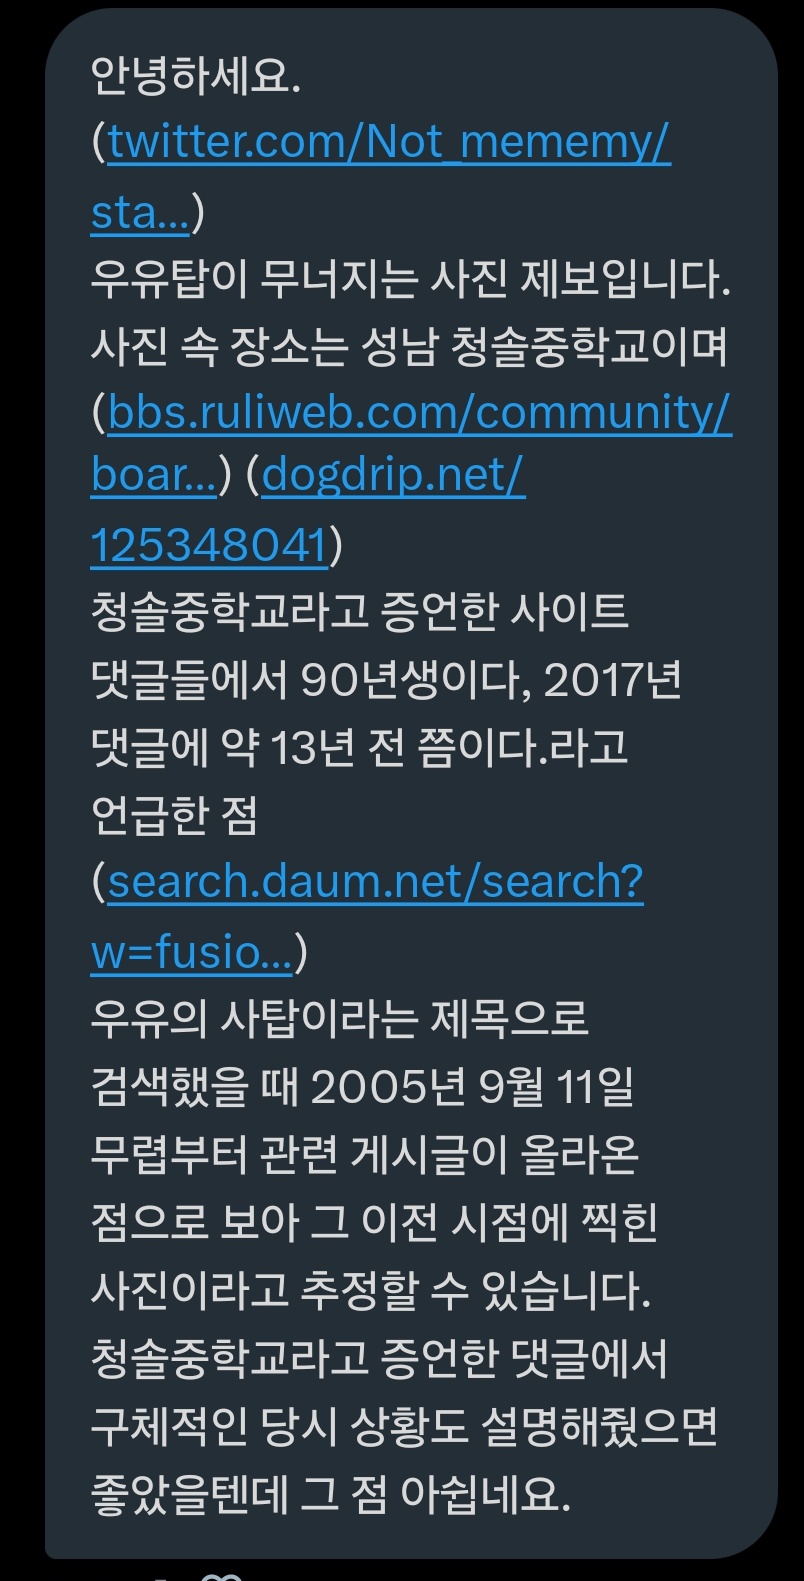 안녕하세요.
(twitter.com/Not_mememy/
sta...)
우유탑이 무너지는 사진 제보입니다.
사진 속 장소는 성남 청솔중학교이며
(bbs.ruliweb.com/community/
boar...) (dogdrip.net/
125348041)
청솔중학교라고 증언한 사이트
댓글들에서 90년생이다, 2017년
댓글에 약 13년 전 쯤이다.라고
언급한 점
(search.daum.net/search?
w=fusio...)
우유의 사탑이라는 제목으로
검색했을 때 2005년 9월 11일
무렵부터 관련 게시글이 올라온
점으로 보아 그 이전 시점에 찍힌
사진이라고 추정할 수 있습니다.
청솔중학교라고 증언한 댓글에서
구체적인 당시 상황도 설명해줬으면
좋았을텐데 그 점 아쉽네요.